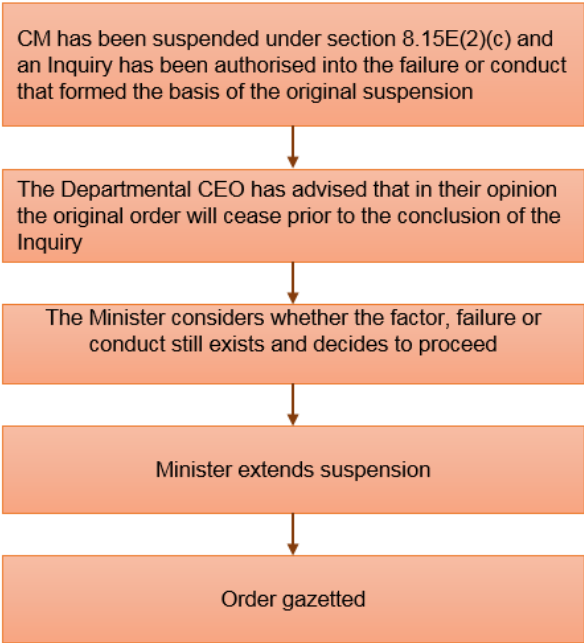 CM has been suspended under section 8.15E(2)(c) and
an Inquiry has been authorised into the failure or conduct
that formed the basis of the original suspension
The Departmental CEO has advised that in their opinion
the original order will cease prior to the conclusion of the
Inquiry
The Minister considers whether the factor, failure or
conduct still exists and decides to proceed
Minister extends suspension
Order gazetted